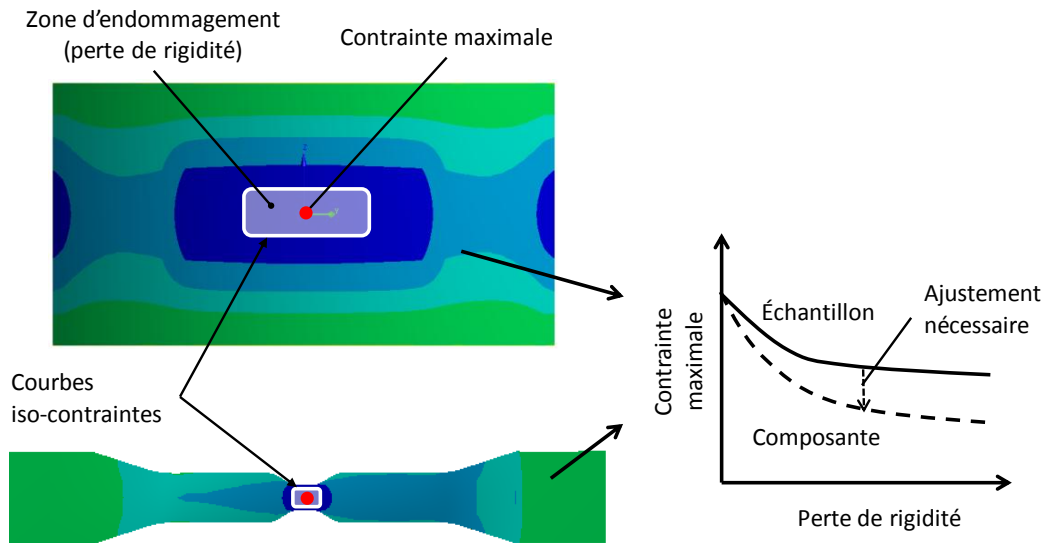 Zone d'endommagement
(perte de rigidité)
Contrainte maximale
z
y
Courbes
iso-contraintes
Contrainte
maximale
Échantillon
Ajustement
nécessaire
Composante
Perte de rigidité